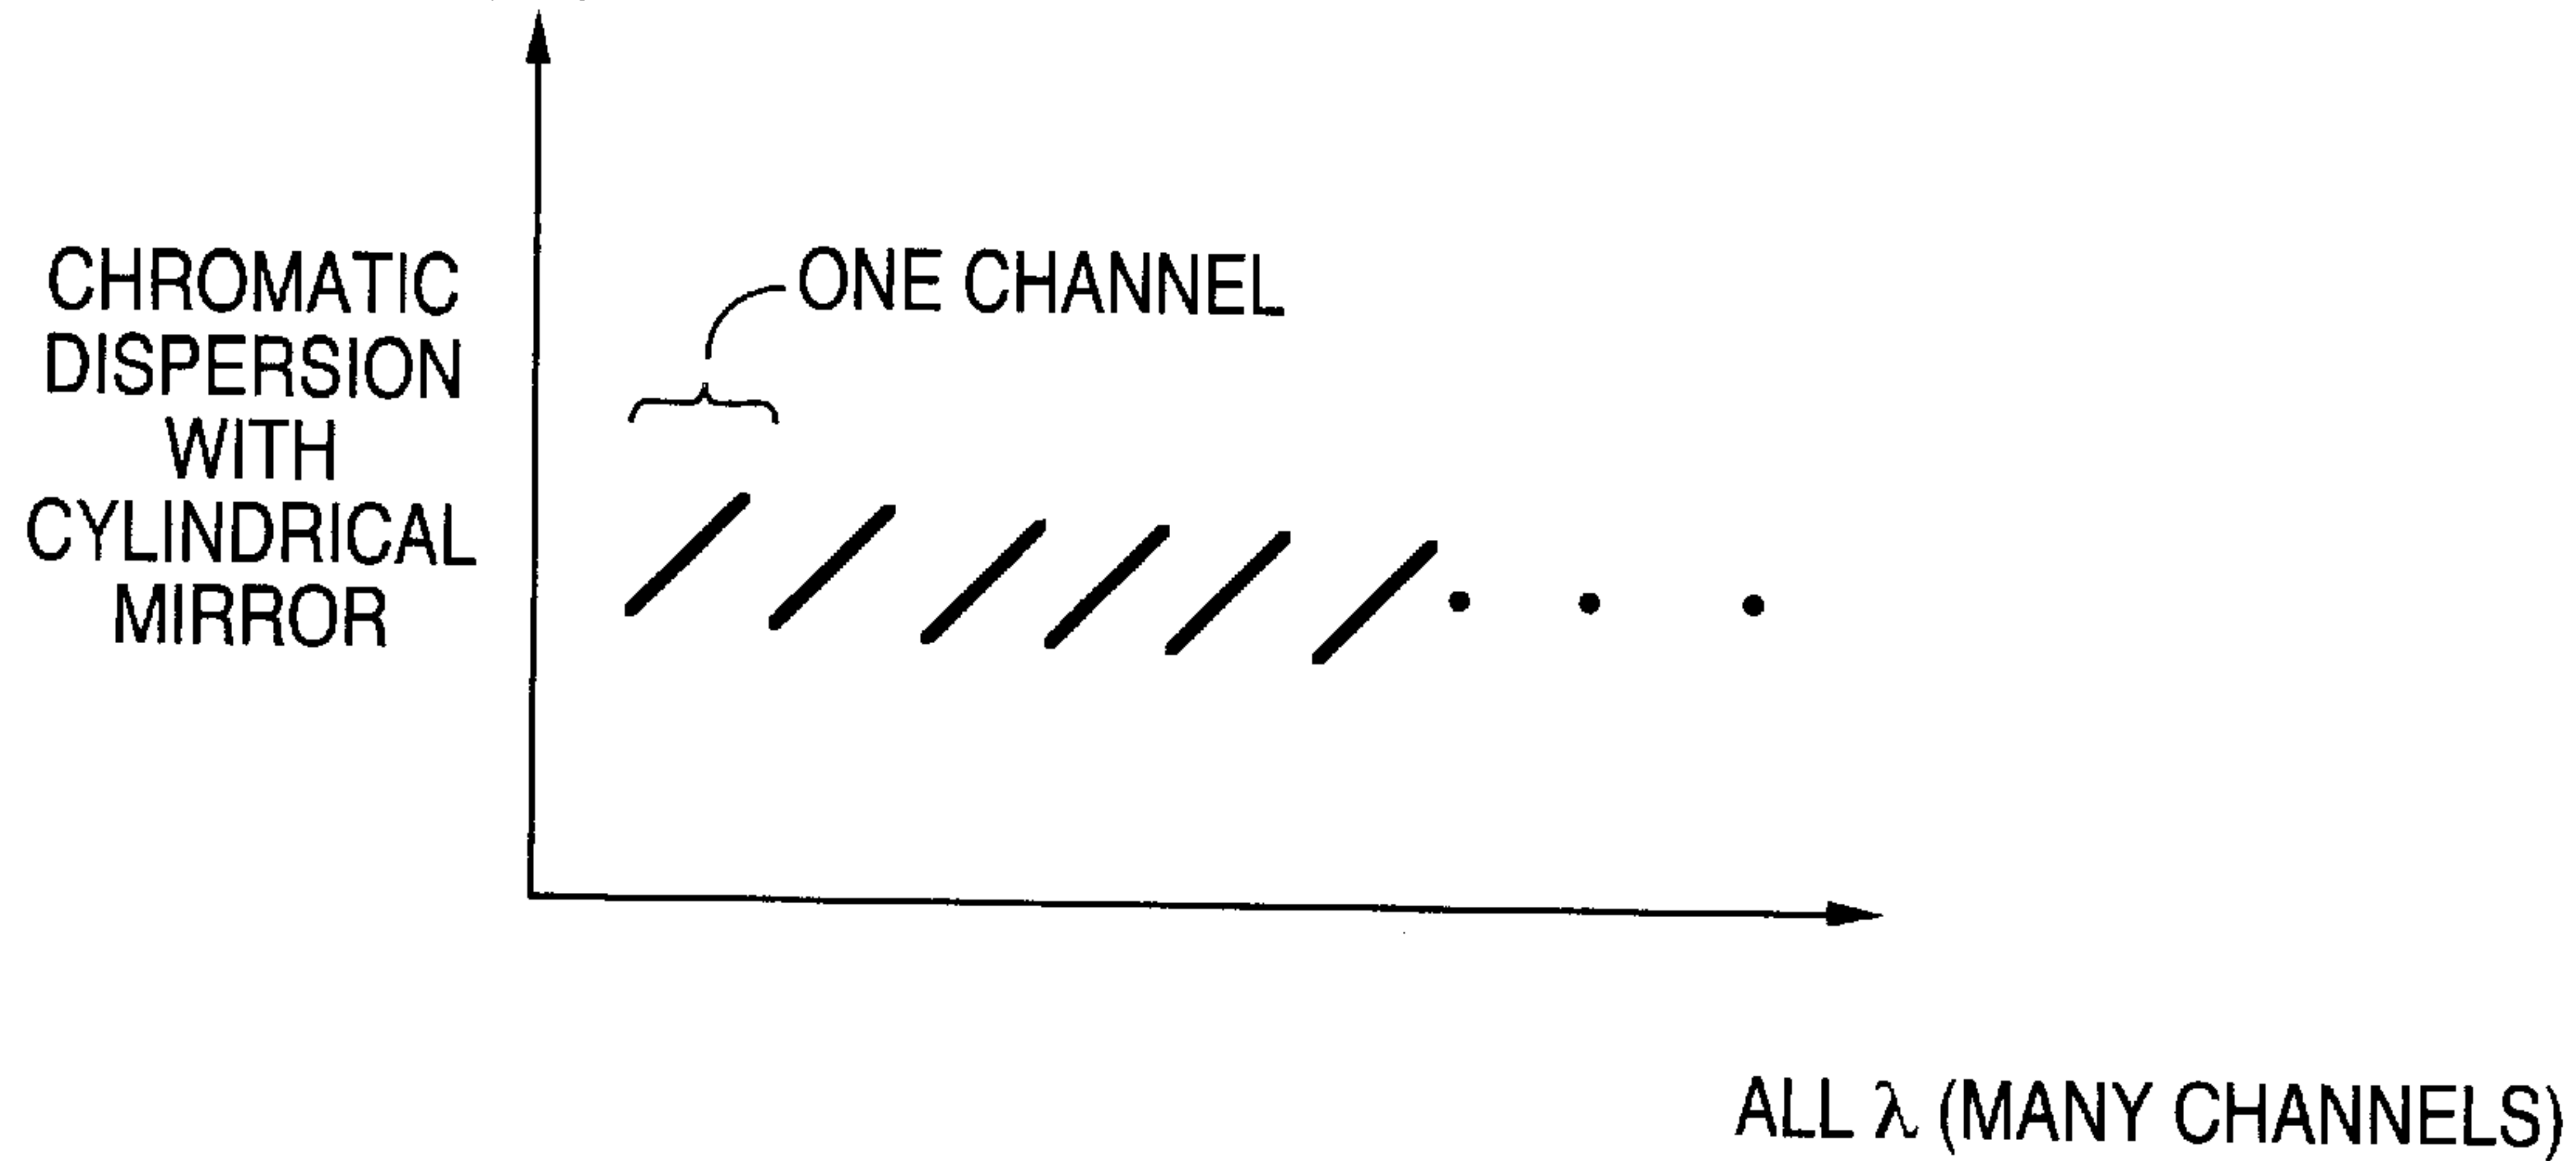 CHROMATIC
DISPERSION
WITH
CYLINDRICAL
MIRROR
ONE CHANNEL
ALL λ (MANY CHANNELS)